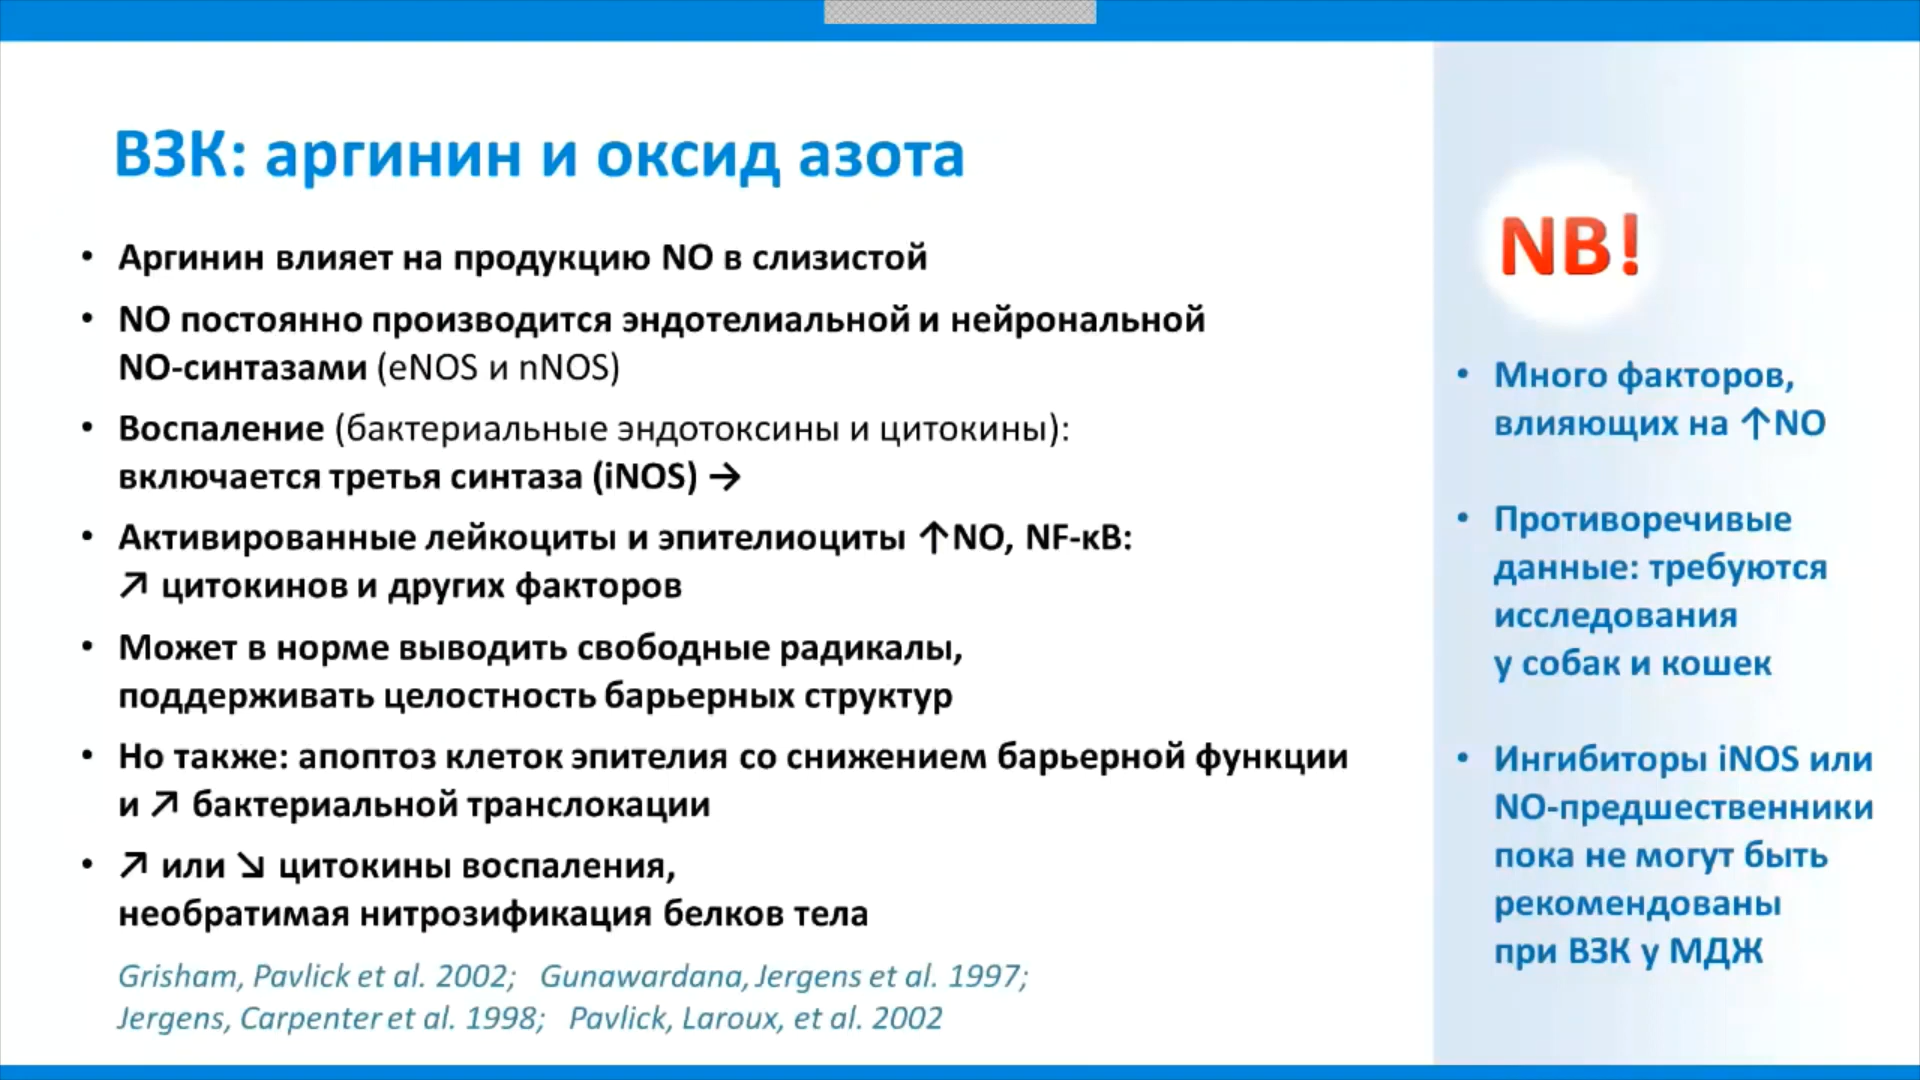 ВЗК: аргинин и оксид азота
• Аргинин влияет на продукцию NO в слизистой
• NO постоянно производится эндотелиальной и нейрональной
NO-синтазами (eNOS и nNOS)
• Воспаление (бактериальные эндотоксины и цитокины):
включается третья синтаза (iNOS) →
• Активированные лейкоциты и эпителиоциты ↑NO, NF-κB:
↗ цитокинов и других факторов
• Может в норме выводить свободные радикалы,
поддерживать целостность барьерных структур
• Но также: апоптоз клеток эпителия со снижением барьерной функции
и ↗ бактериальной транслокации
• ↗ или ↘ цитокины воспаления,
необратимая нитрозификация белков тела
Grisham, Pavlick et al. 2002; Gunawardana, Jergens et al. 1997;
Jergens, Carpenter et al. 1998; Pavlick, Laroux, et al. 2002
NB!
• Много факторов,
влияющих на ↑NO
• Противоречивые
данные: требуются
исследования
у собак и кошек
• Ингибиторы iNOS или
NO-предшественники
пока не могут быть
рекомендованы
при ВЗК у МДЖ